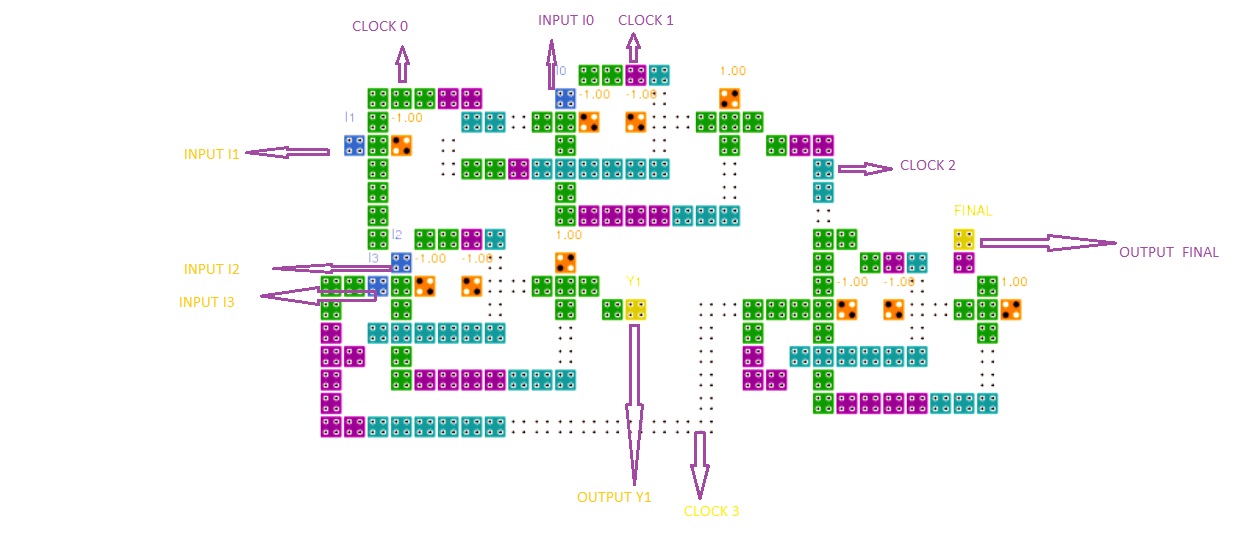 INPUT I0
CLOCK 1
CLOCK 0
I0
1.00
-1.00
-1.00
I1
-1.00
INPUT I1
CLOCK 2
FINAL
I2
1.00
OUTPUT FINAL
I3
-1.00
-1.00
INPUT I2
INPUT I3
Y1
-1.00
-1.00
1.00
OUTPUT Y1
CLOCK 3